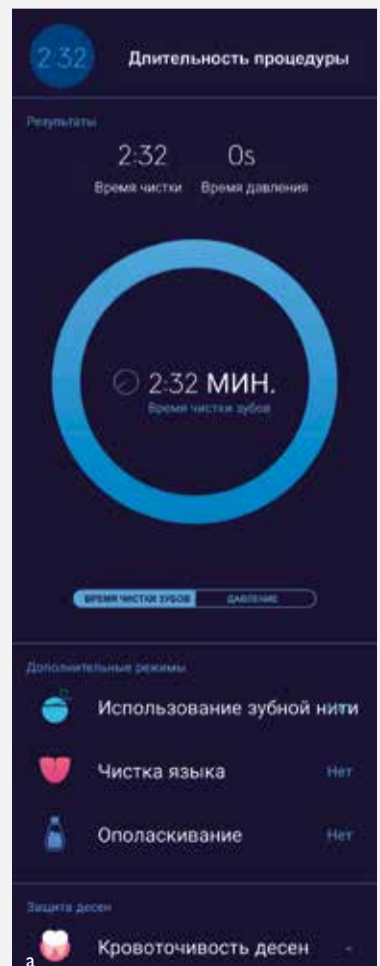 2:32
Длительность процедуры
Результаты
2:32 0s
Время чистки Время давления
2:32 МИН.
Время чистки зубов
ВРЕМЯ ЧИСТКИ ЗУБОВ ДАВЛЕНИЕ
Дополнительные режимы
Использование зубной нити
Чистка языка Нет
Ополаскивание Нет
Защита десен
Кровоточивость десен -
a